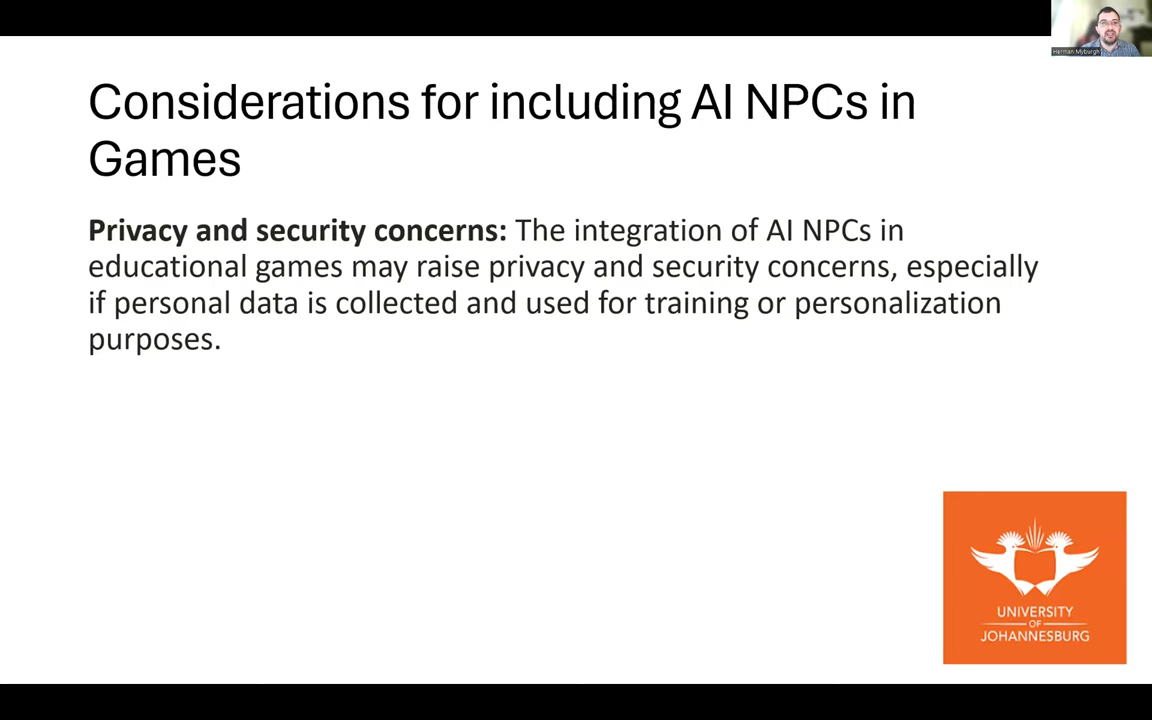 Herman Myburgh
Considerations for including AI NPCs in
Games
Privacy and security concerns: The integration of AI NPCs in
educational games may raise privacy and security concerns, especially
if personal data is collected and used for training or personalization
purposes.
UNIVERSITY
OF
JOHANNESBURG